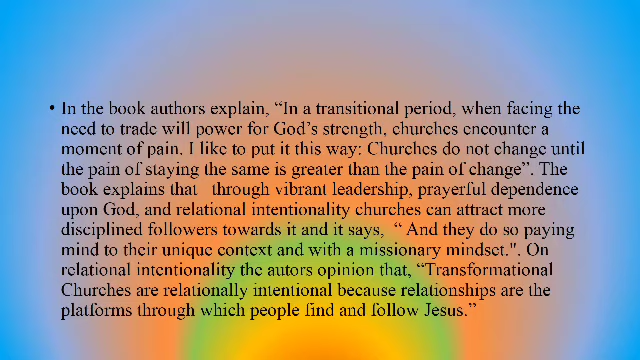 • In the book authors explain, “In a transitional period, when facing the
need to trade will power for God’s strength, churches encounter a
moment of pain. I like to put it this way: Churches do not change until
the pain of staying the same is greater than the pain of change”. The
book explains that   through vibrant leadership, prayerful dependence
upon God, and relational intentionality churches can attract more
disciplined followers towards it and it says,  “ And they do so paying
mind to their unique context and with a missionary mindset.". On
relational intentionality the autors opinion that, “Transformational
Churches are relationally intentional because relationships are the
platforms through which people find and follow Jesus.”